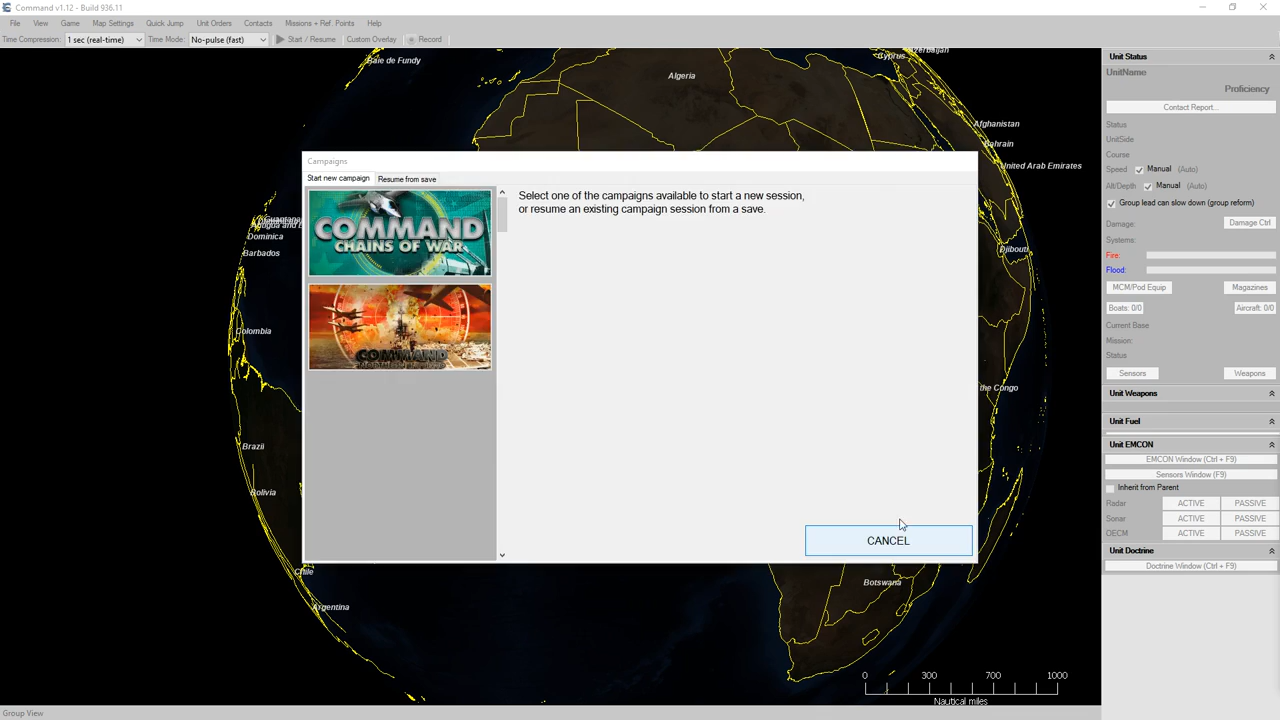 Command v1.12 - Build 936.11
File View Game Map Settings Quick Jump Unit Orders Contacts Missions + Ref. Points Help
Time Compression: 1 sec (real-time) Time Mode: No-pulse (fast) Start / Resume Custom Overlay Record
Baie de Fundy
Algeria
Cyprus
Azerbaijan
Afghanistan
Bahrain
United Arab Emirates
Dominica
Barbados
Djibouti
Colombia
the Congo
Brazil
Bolivia
Chile
Argentina
Botswana
Campaigns
Start new campaign Resume from save
COMMAND
CHAINS OF WAR
COMMAND
Select one of the campaigns available to start a new session,
or resume an existing campaign session from a save.
CANCEL
0 300 700 1000
Nautical miles
Unit Status
UnitName
Proficiency
Contact Report...
Status
UnitSide
Course
Speed Manual (Auto)
Alt/Depth Manual (Auto)
Group lead can slow down (group reform)
Damage: Damage Ctrl
Systems:
Fire:
Flood:
MCM/Pod Equip Magazines
Boats: 0/0 Aircraft: 0/0
Current Base
Mission:
Status
Sensors Weapons
Unit Weapons
Unit Fuel
Unit EMCON
EMCON Window (Ctrl + F9)
Sensors Window (F9)
Inherit from Parent
Radar ACTIVE PASSIVE
Sonar ACTIVE PASSIVE
OECM ACTIVE PASSIVE
Unit Doctrine
Doctrine Window (Ctrl + F9)
Group View